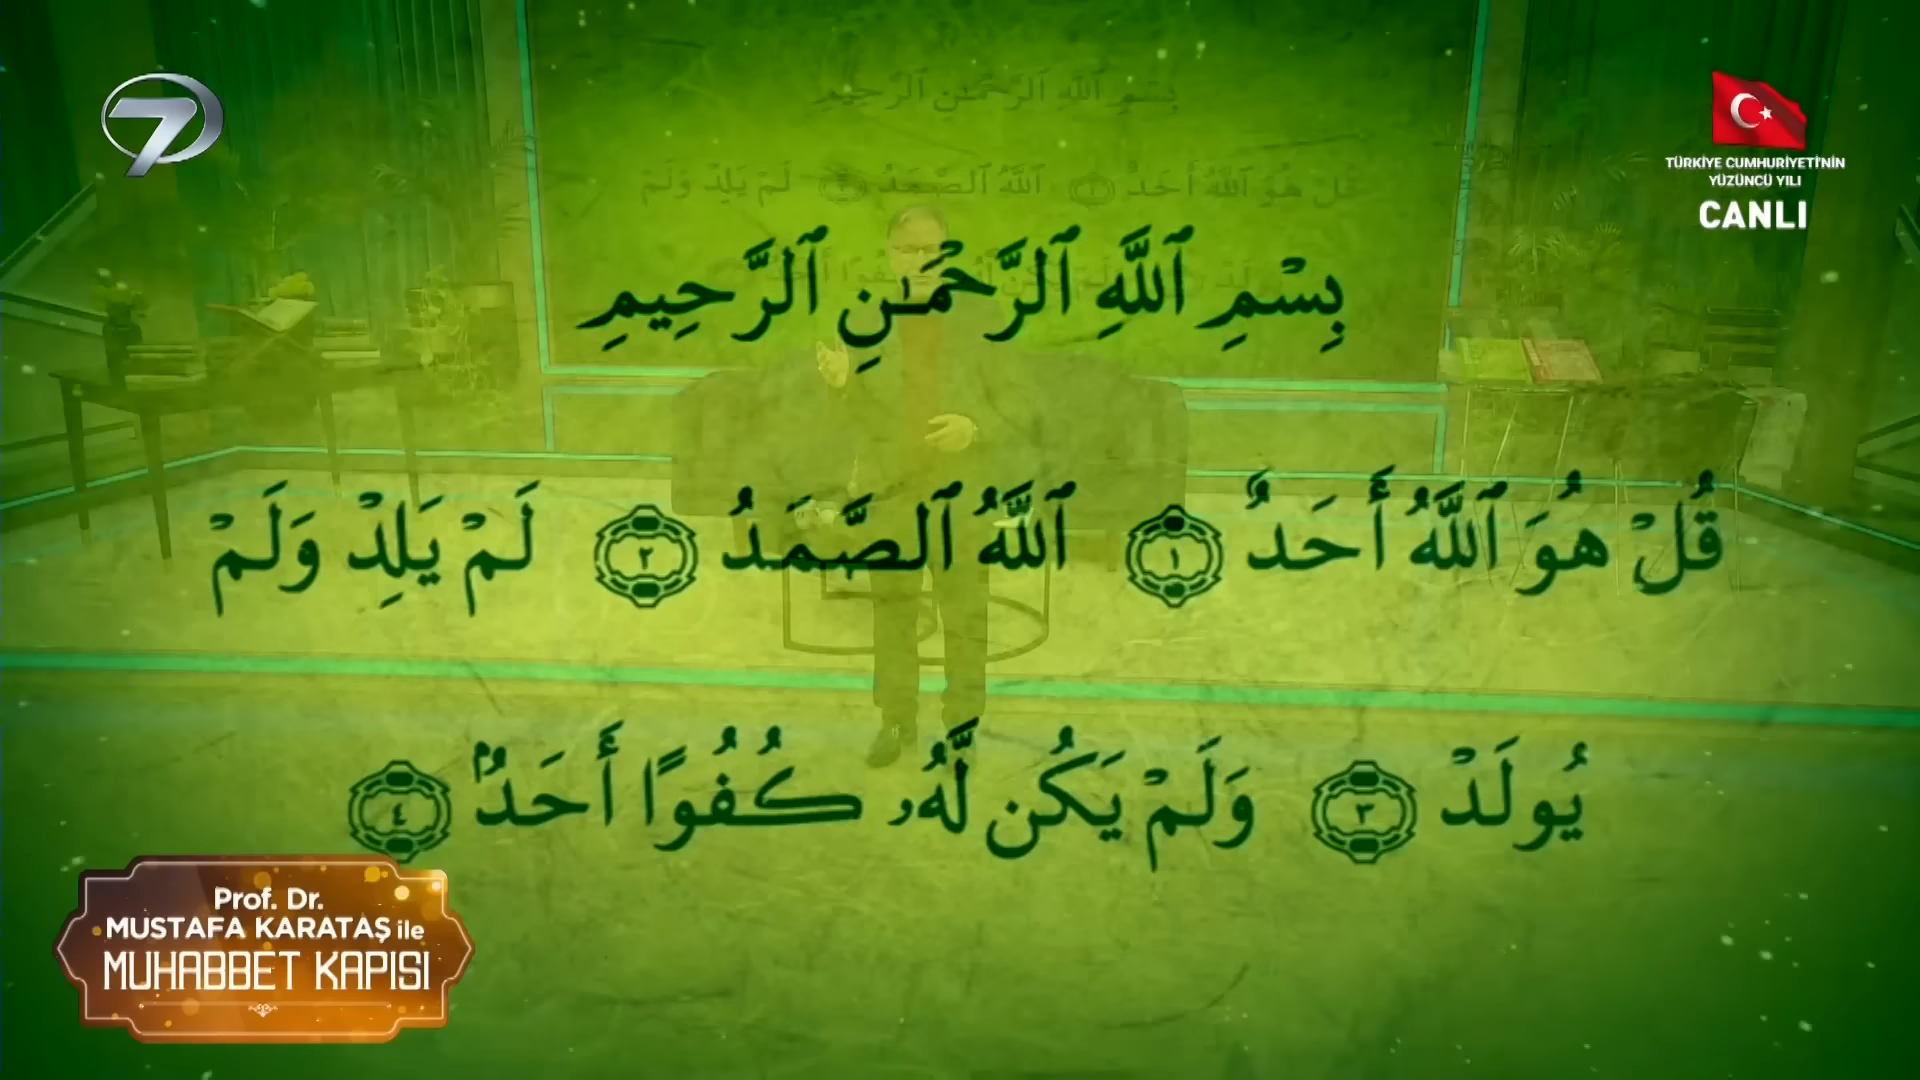 7
TÜRKİYE CUMHURİYETİ'NİN
YÜZÜNCÜ YILI
CANLI
بِسْمِ ٱللَّهِ ٱلرَّحْمَـٰنِ ٱلرَّحِيمِ
قُلْ هُوَ ٱللَّهُ أَحَدٌ ١ ٱللَّهُ ٱلصَّمَدُ ٢ لَمْ يَلِدْ وَلَمْ
يُولَدْ ٣ وَلَمْ يَكُن لَّهُۥ كُفُوًا أَحَدٌۢ ٤
Prof. Dr.
MUSTAFA KARATAŞ ile
MUHABBET KAPISI